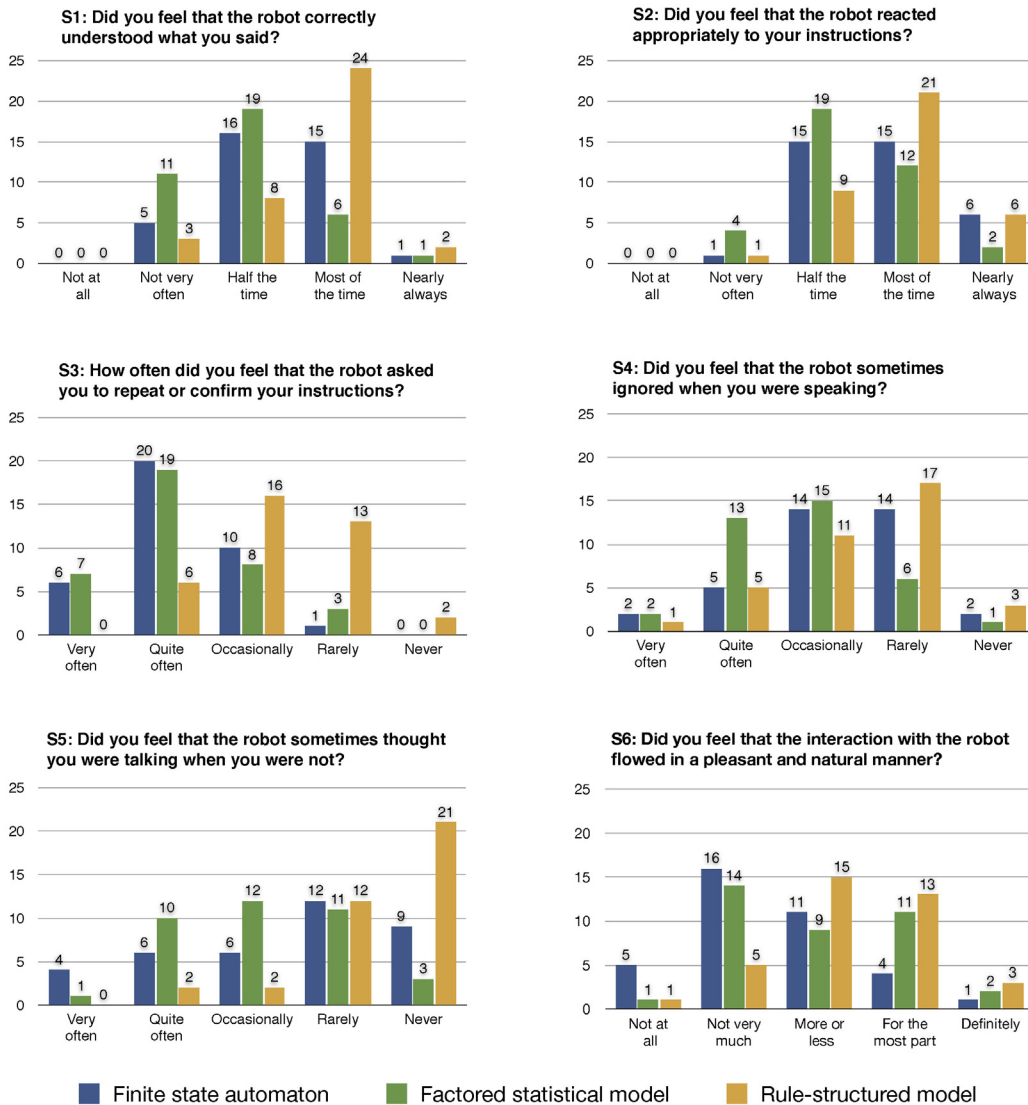 S1: Did you feel that the robot correctly
understood what you said?
25
20
15
10
5
0
0 0 0
5 11 3
16 19 8
15 6 24
1 1 2
Not at
all
Not very
often
Half the
time
Most of
the time
Nearly
always
S2: Did you feel that the robot reacted
appropriately to your instructions?
25
20
15
10
5
0
0 0 0
1 4 1
15 19 9
15 12 21
6 2 6
Not at
all
Not very
often
Half the
time
Most of
the time
Nearly
always
S3: How often did you feel that the robot asked
you to repeat or confirm your instructions?
25
20
15
10
5
0
6 7 0
20 19 6
10 8 16
1 3 13
0 0 2
Very
often
Quite
often
Occasionally
Rarely
Never
S4: Did you feel that the robot sometimes
ignored when you were speaking?
25
20
15
10
5
0
2 2 1
5 13 5
14 15 11
14 6 17
2 1 3
Very
often
Quite
often
Occasionally
Rarely
Never
S5: Did you feel that the robot sometimes thought
you were talking when you were not?
25
20
15
10
5
0
4 1 0
6 10 2
6 12 2
12 11 12
9 3 21
Very
often
Quite
often
Occasionally
Rarely
Never
S6: Did you feel that the interaction with the robot
flowed in a pleasant and natural manner?
25
20
15
10
5
0
5 1 1
16 14 5
11 9 15
4 11 13
1 2 3
Not at
all
Not very
much
More or
less
For the
most part
Definitely
Finite state automaton
Factored statistical model
Rule-structured model